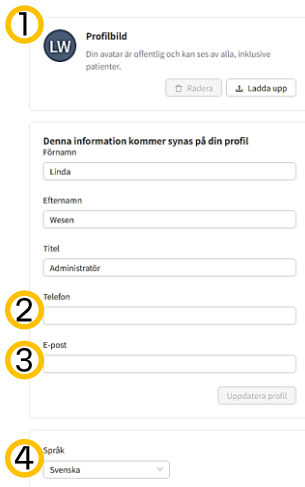 1
Profilbild
LW
Din avatar är offentlig och kan ses av alla, inklusive
patienter.
Radera
Ladda upp
Denna information kommer synas på din profil
Förnamn
Linda
Efternamn
Wesen
Titel
Administratör
Telefon
2
E-post
3
Uppdatera profil
Språk
4
Svenska